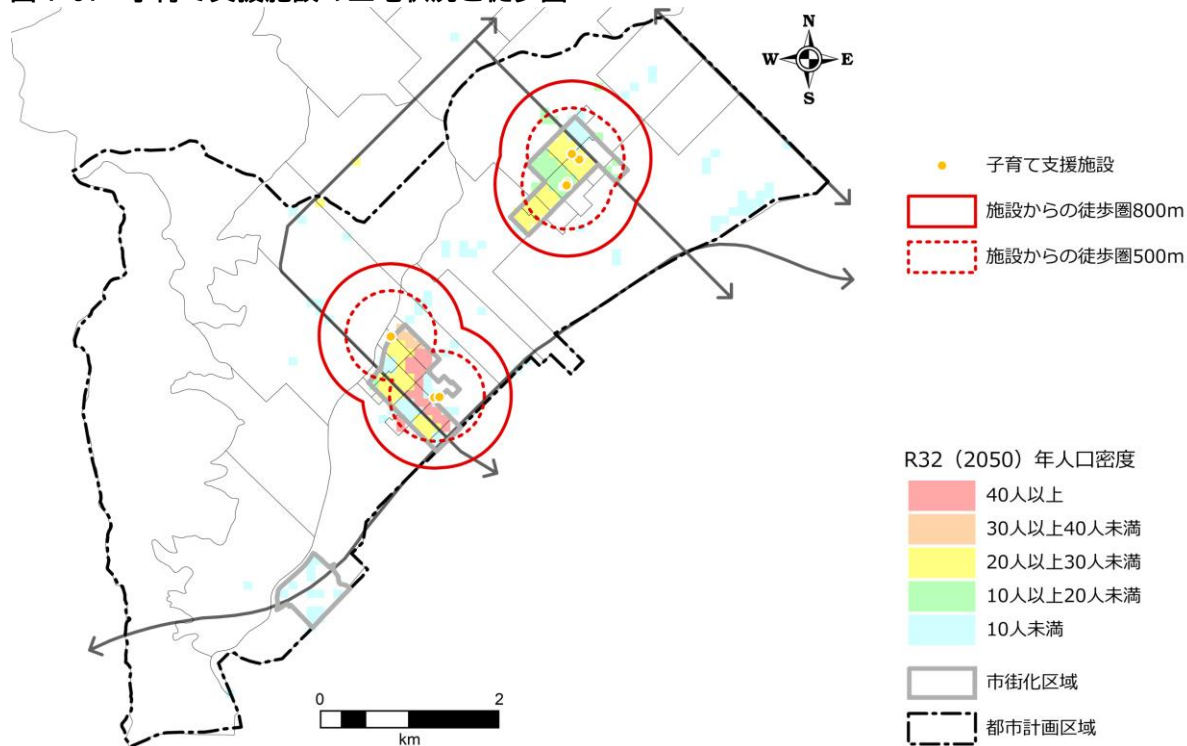 N
W
E
S
子育て支援施設
施設からの徒歩圏800m
施設からの徒歩圏500m
R32（2050）年人口密度
40人以上
30人以上40人未満
20人以上30人未満
10人以上20人未満
10人未満
市街化区域
都市計画区域
0
2
km